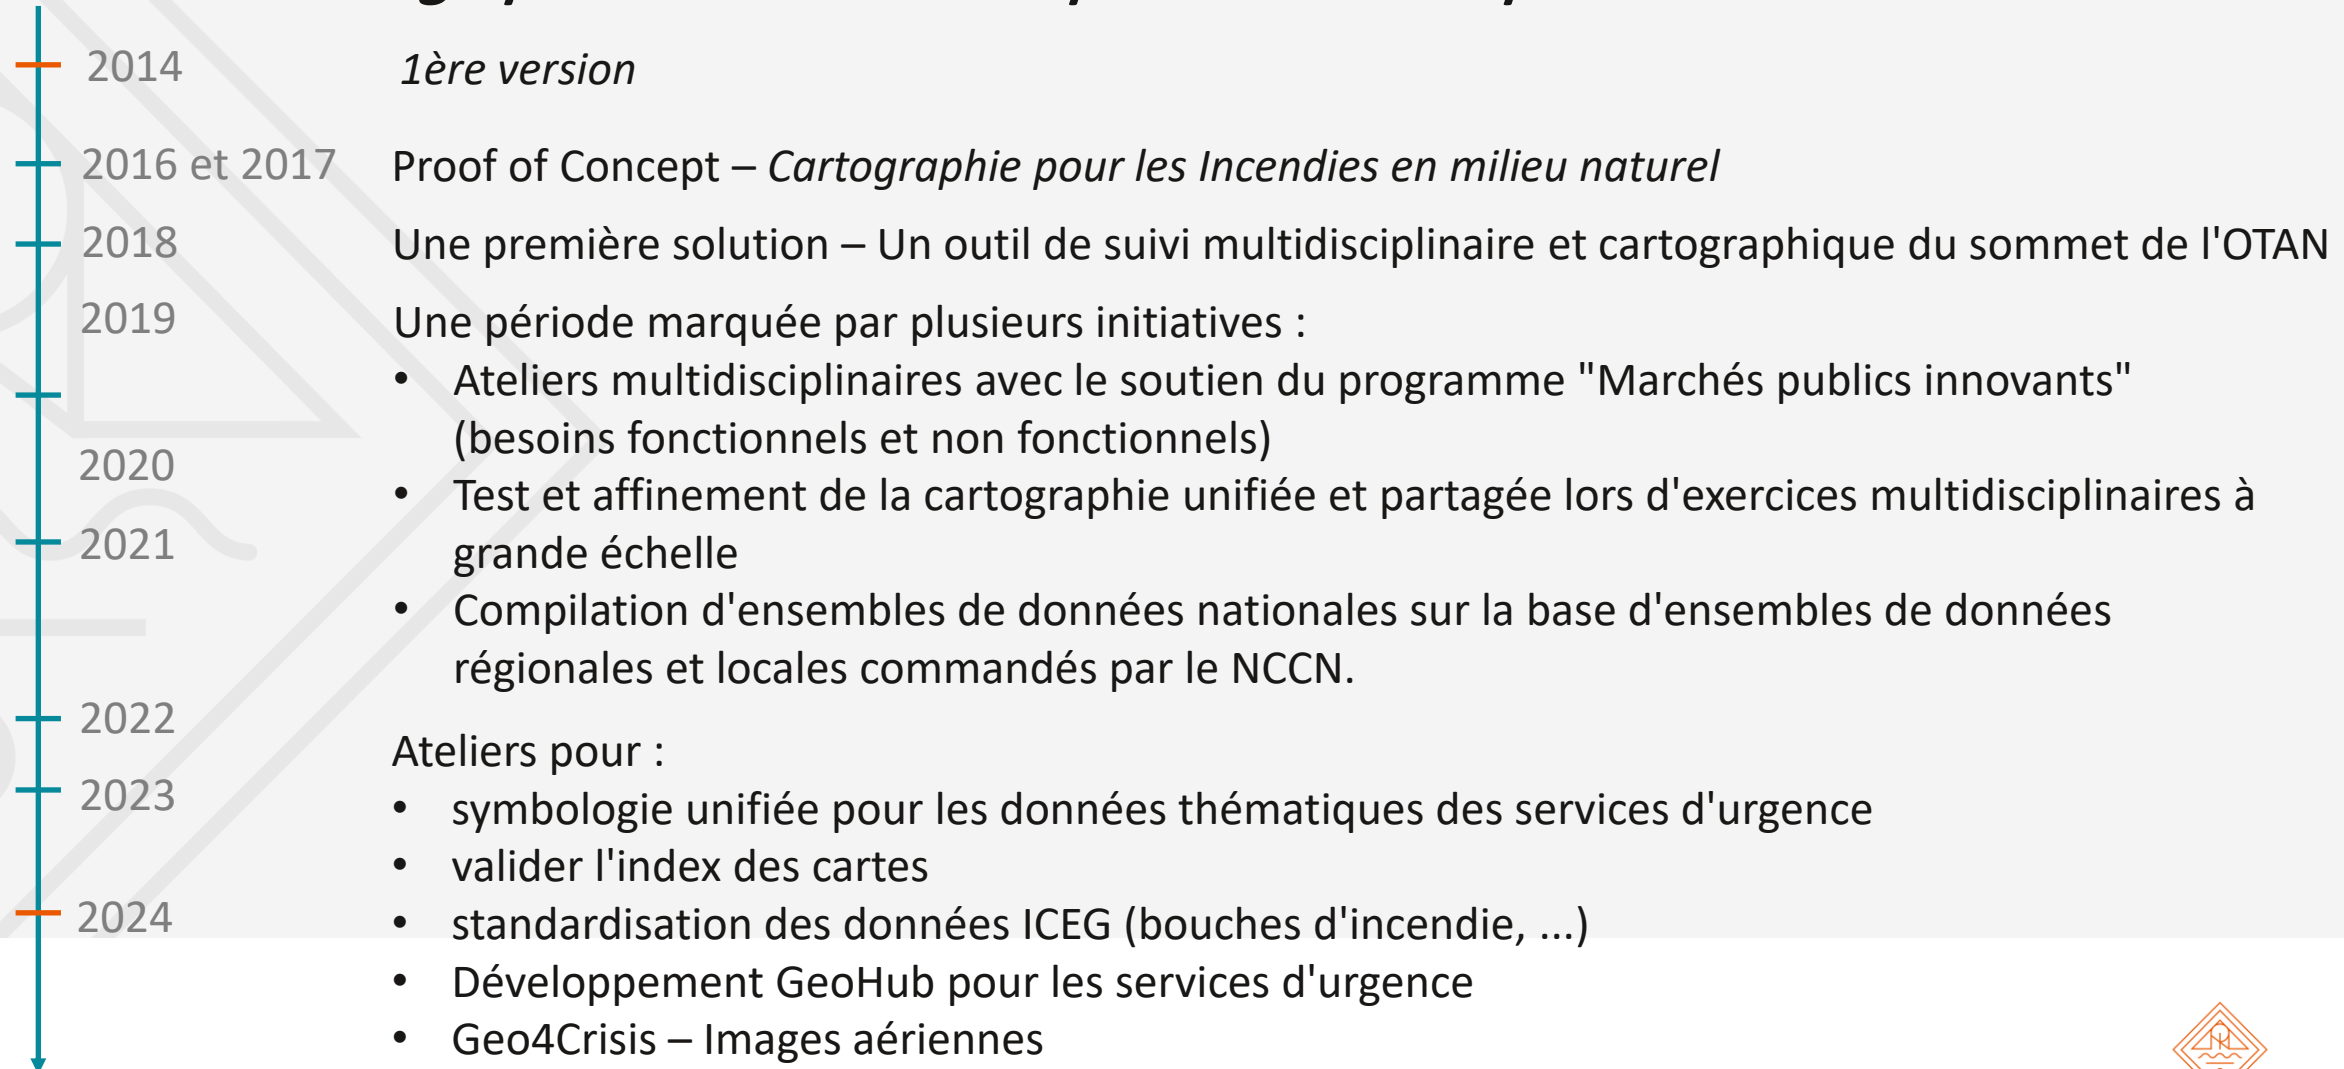 2014 1ère version
2016 et 2017 Proof of Concept – Cartographie pour les Incendies en milieu naturel
2018 Une première solution – Un outil de suivi multidisciplinaire et cartographique du sommet de l'OTAN
2019 Une période marquée par plusieurs initiatives :
• Ateliers multidisciplinaires avec le soutien du programme "Marchés publics innovants"
(besoins fonctionnels et non fonctionnels)
2020
• Test et affinement de la cartographie unifiée et partagée lors d'exercices multidisciplinaires à
2021 grande échelle
• Compilation d'ensembles de données nationales sur la base d'ensembles de données
régionales et locales commandés par le NCCN.
2022
Ateliers pour :
2023
• symbologie unifiée pour les données thématiques des services d'urgence
• valider l'index des cartes
2024
• standardisation des données ICEG (bouches d'incendie, ...)
• Développement GeoHub pour les services d'urgence
• Geo4Crisis – Images aériennes